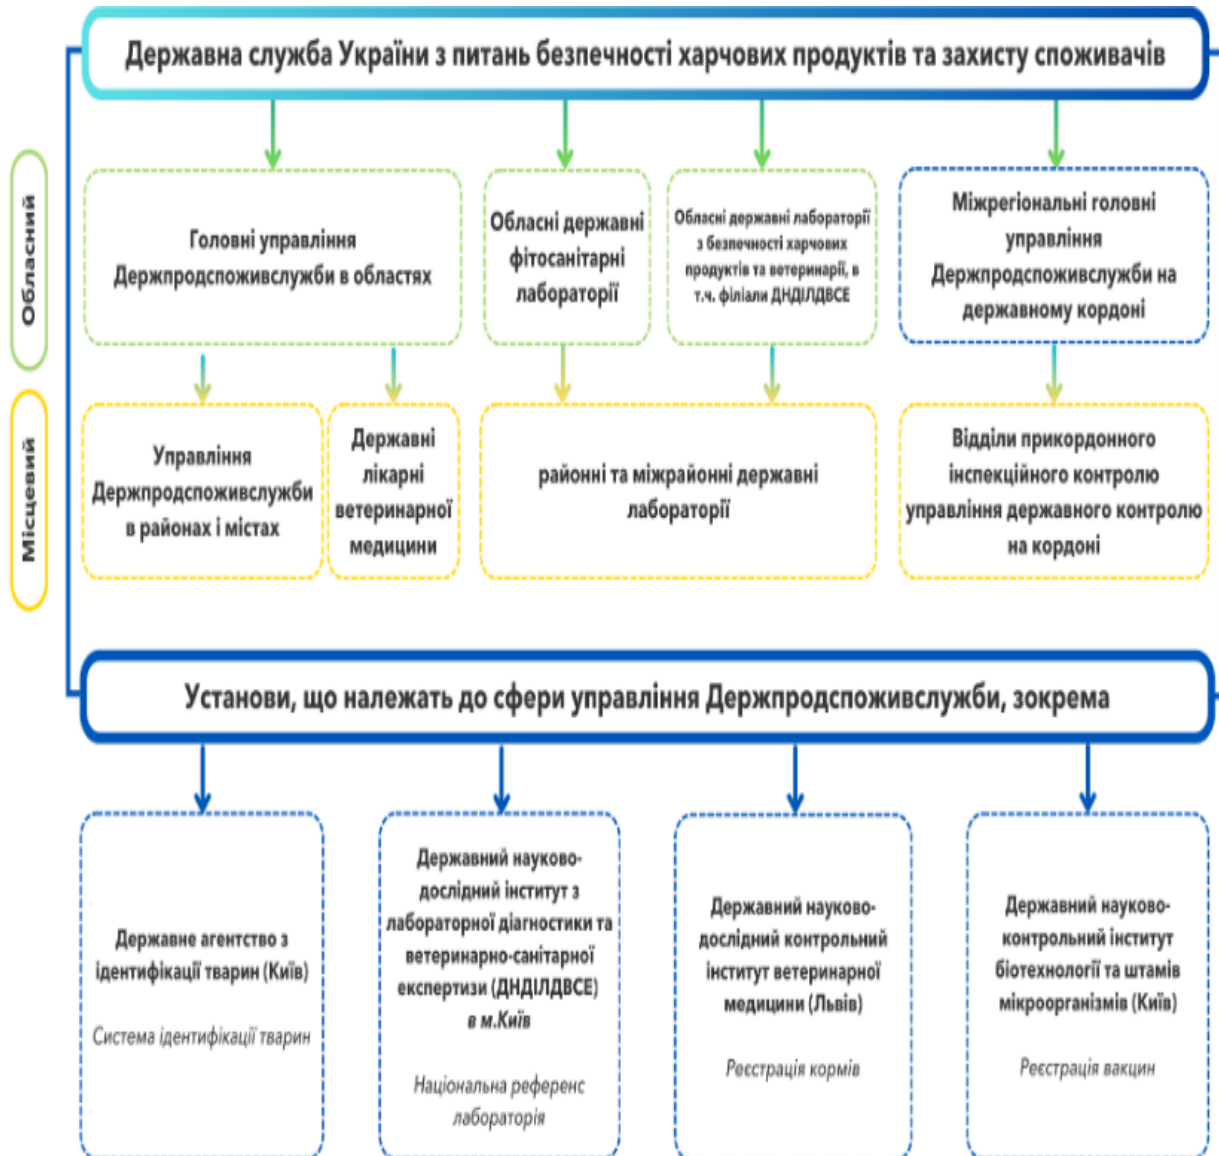 Державна служба України з питань безпечності харчових продуктів та захисту споживачів
Обласний
Головні управління
Держпродспоживслужби в областях
Обласні державні
фітосанітарні
лабораторії
Обласні державні лабораторії
з безпечності харчових
продуктів та ветеринарії, в
т.ч. філіали ДНДІЛДВСЕ
Міжрегіональні головні
управління
Держпродспоживслужби на
державному кордоні
Місцевий
Управління
Держпродспоживслужби
в районах і містах
Державні
лікарні
ветеринарної
медицини
районні та міжрайонні державні
лабораторії
Відділи прикордонного
інспекційного контролю
управління державного контролю
на кордоні
Установи, що належать до сфери управління Держпродспоживслужби, зокрема
Державне агентство з
ідентифікації тварин (Київ)
Система ідентифікації тварин
Державний науково-
дослідний інститут з
лабораторної діагностики та
ветеринарно-санітарної
експертизи (ДНДІЛДВСЕ)
в м.Київ
Національна референс
лабораторія
Державний науково-
дослідний контрольний
інститут ветеринарної
медицини (Львів)
Реєстрація кормів
Державний науково-
контрольний інститут
біотехнології та штамів
мікроорганізмів (Київ)
Реєстрація вакцин